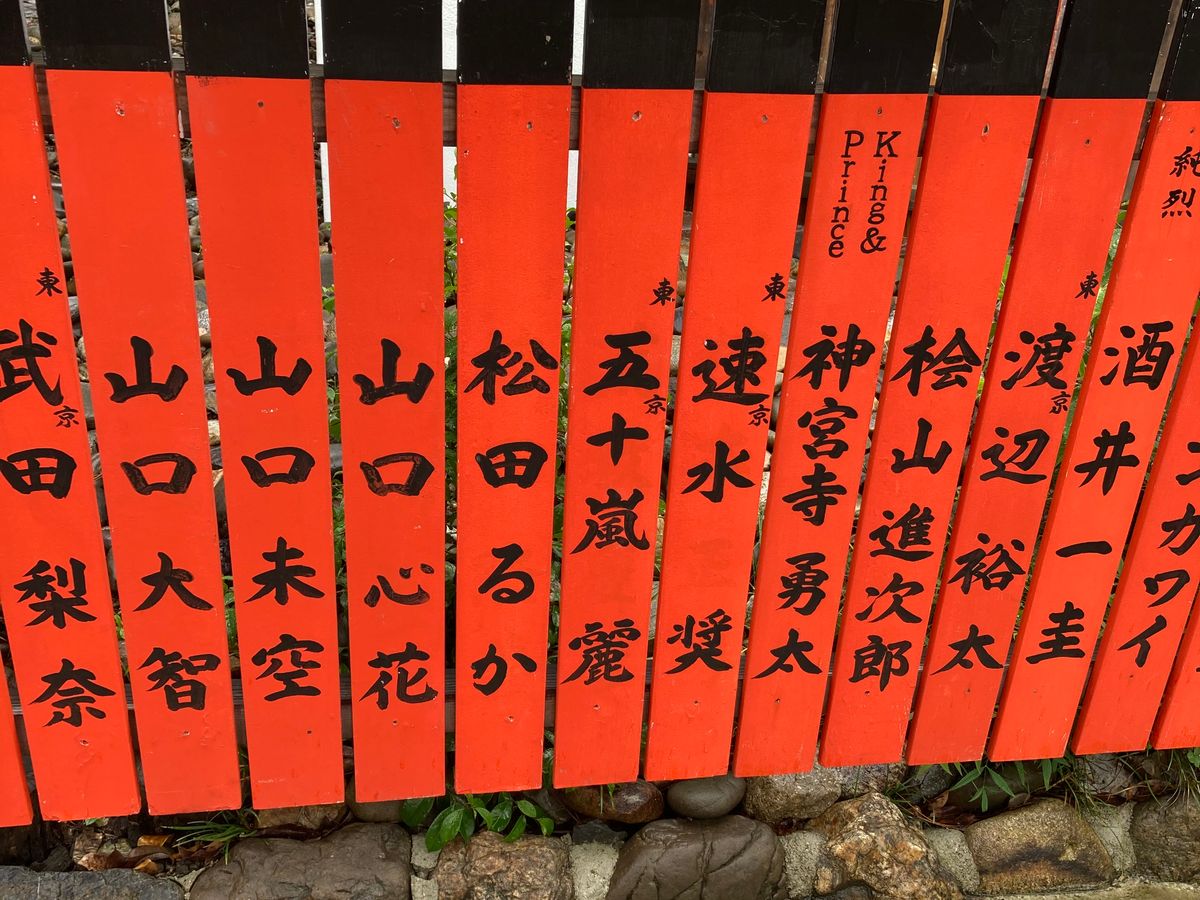 カワイ
純烈
酒井一圭
東京
渡辺裕太
桧山進次郎
King&
Prince
神宮寺勇太
東京
速水奨
東京
五十嵐麗
松田るか
山口心花
山口未空
山口大智
東京
武田梨奈